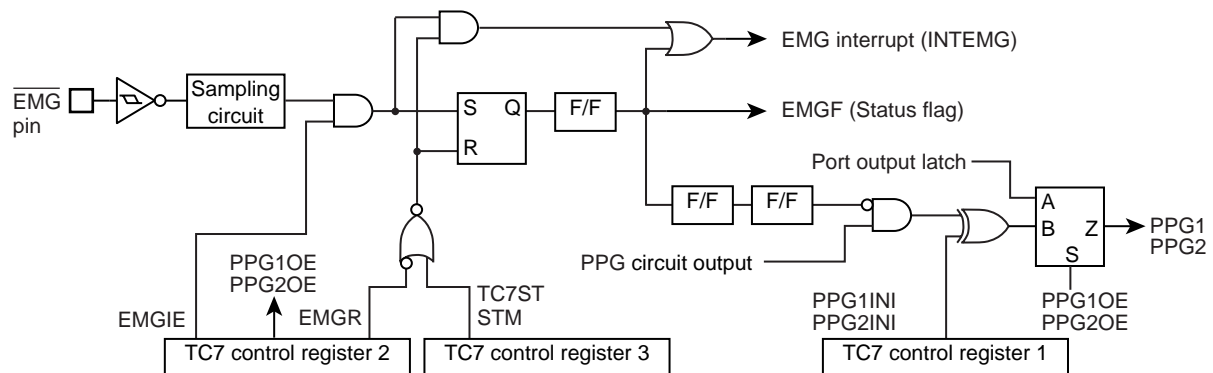 EMG interrupt (INTEMG)
EMG
pin
Sampling
circuit
S
Q
R
F/F
EMGF (Status flag)
Port output latch
F/F
F/F
A
B
Z
S
PPG1
PPG2
PPG circuit output
PPG1OE
PPG2OE
EMGIE
EMGR
TC7ST
STM
PPG1INI
PPG2INI
PPG1OE
PPG2OE
TC7 control register 2
TC7 control register 3
TC7 control register 1